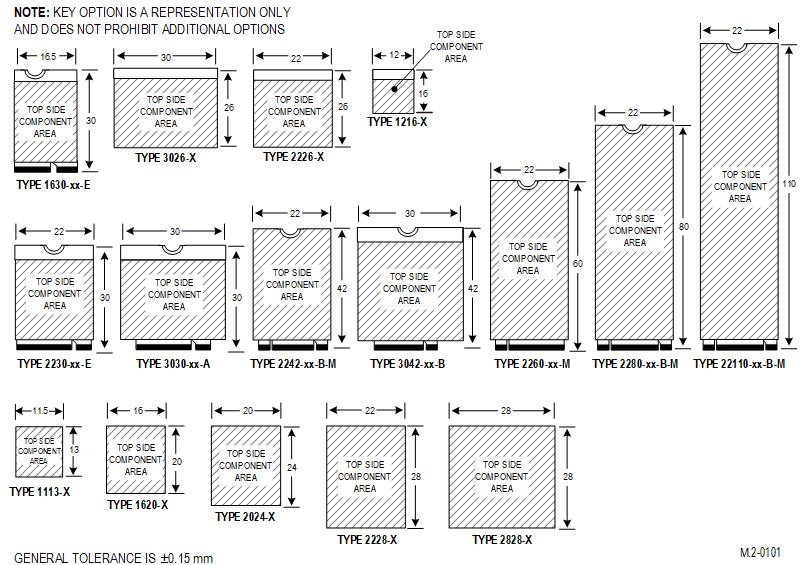 NOTE: KEY OPTION IS A REPRESENTATION ONLY
AND DOES NOT PROHIBIT ADDITIONAL OPTIONS
16.5
TOP SIDE
COMPONENT
AREA
30
TYPE 1630-xx-E
30
TOP SIDE
COMPONENT
AREA
26
TYPE 3026-X
22
TOP SIDE
COMPONENT
AREA
26
TYPE 2226-X
12
TOP SIDE
COMPONENT
AREA
16
TYPE 1216-X
22
TOP SIDE
COMPONENT
AREA
30
TYPE 2230-xx-E
30
TOP SIDE
COMPONENT
AREA
30
TYPE 3030-xx-A
22
TOP SIDE
COMPONENT
AREA
42
TYPE 2242-xx-B-M
30
TOP SIDE
COMPONENT
AREA
42
TYPE 3042-xx-B
22
TOP SIDE
COMPONENT
AREA
60
TYPE 2260-xx-M
22
TOP SIDE
COMPONENT
AREA
80
TYPE 2280-xx-B-M
22
TOP SIDE
COMPONENT
AREA
110
TYPE 22110-xx-B-M
11.5
TOP SIDE
COMPONENT
AREA
13
TYPE 1113-X
16
TOP SIDE
COMPONENT
AREA
20
TYPE 1620-X
20
TOP SIDE
COMPONENT
AREA
24
TYPE 2024-X
22
TOP SIDE
COMPONENT
AREA
28
TYPE 2228-X
28
TOP SIDE
COMPONENT
AREA
28
TYPE 2828-X
GENERAL TOLERANCE IS ±0.15 mm
M.2-0101